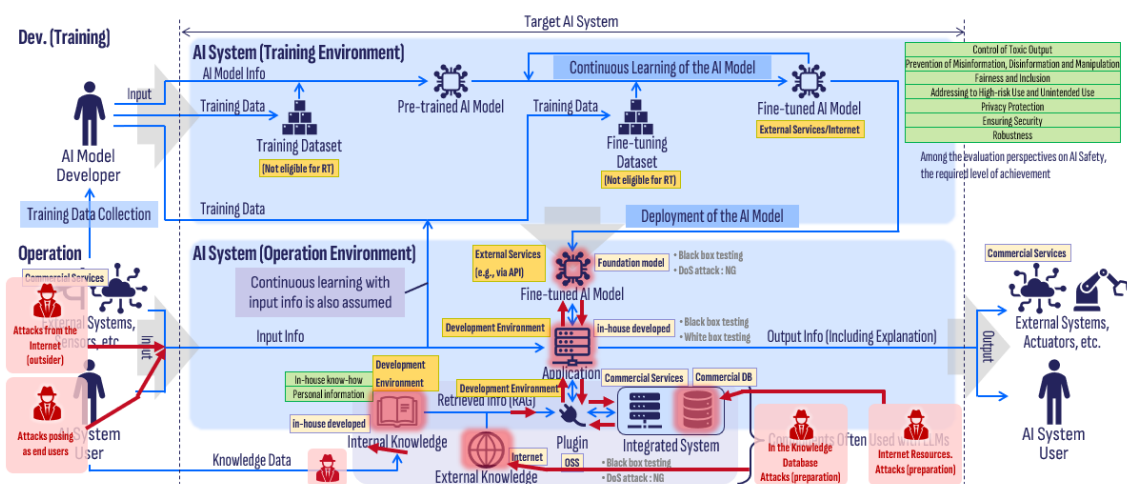 Target AI System
Dev. (Training)
AI System (Training Environment)
Input
AI Model Info
Training Data
Pre-trained AI Model
Continuous Learning of the AI Model
Training Data
Fine-tuned AI Model
External Services/Internet
Training Dataset
(Not eligible for RT)
Fine-tuning
Dataset
(Not eligible for RT)
AI Model
Developer
Control of Toxic Output
Prevention of Misinformation, Disinformation and Manipulation
Fairness and Inclusion
Addressing to High-risk Use and Unintended Use
Privacy Protection
Ensuring Security
Robustness
Among the evaluation perspectives on AI Safety,
the required level of achievement
Training Data Collection
Training Data
Deployment of the AI Model
Operation
AI System (Operation Environment)
Commercial Services
External Services
(e.g., via API)
Foundation model
• Black box testing
• DoS attack : NG
Fine-tuned AI Model
Continuous learning with
input info is also assumed
Commercial Services
External Systems,
Sensors, etc.
Attacks from the
Internet
(outsider)
Input
Input Info
Development Environment
in-house developed
• Black box testing
• White box testing
Application
Output Info (Including Explanation)
Output
External Systems,
Actuators, etc.
In-house know-how
Personal information
Development
Environment
Development Environment
Commercial Services
Commercial DB
in-house developed
Retrieved info (RAG)
Internal Knowledge
Plugin
OSS
Integrated System
Often Used with LLMs
Attacks posing
as end users
AI System
User
Knowledge Data
Internet
External Knowledge
• Black box testing
• DoS attack : NG
In the Knowledge
Database
Attacks (preparation)
Internet Resources.
Attacks (preparation)
AI System
User